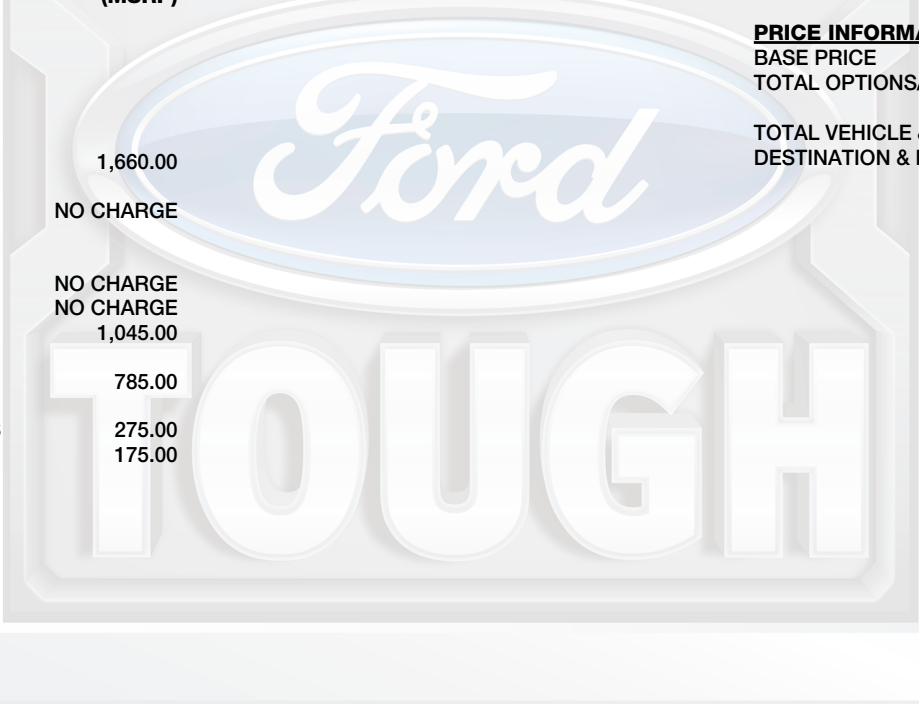 (MSRP)
1,660.00
NO CHARGE
NO CHARGE
NO CHARGE
1,045.00
785.00
275.00
175.00
PRICE INFORMA
BASE PRICE
TOTAL OPTIONS
TOTAL VEHICLE &
DESTINATION &
Ford
TOUGH